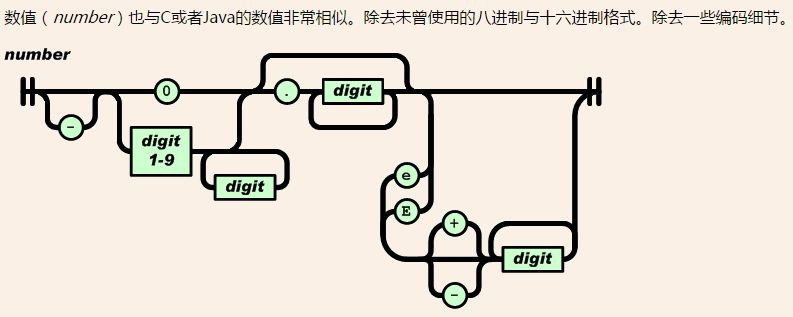 数值（number）也与C或者Java的数值非常相似。除去未曾使用的八进制与十六进制格式。除去一些编码细节。
number
0
.
digit
-
digit
1-9
digit
e
E
+
digit
-